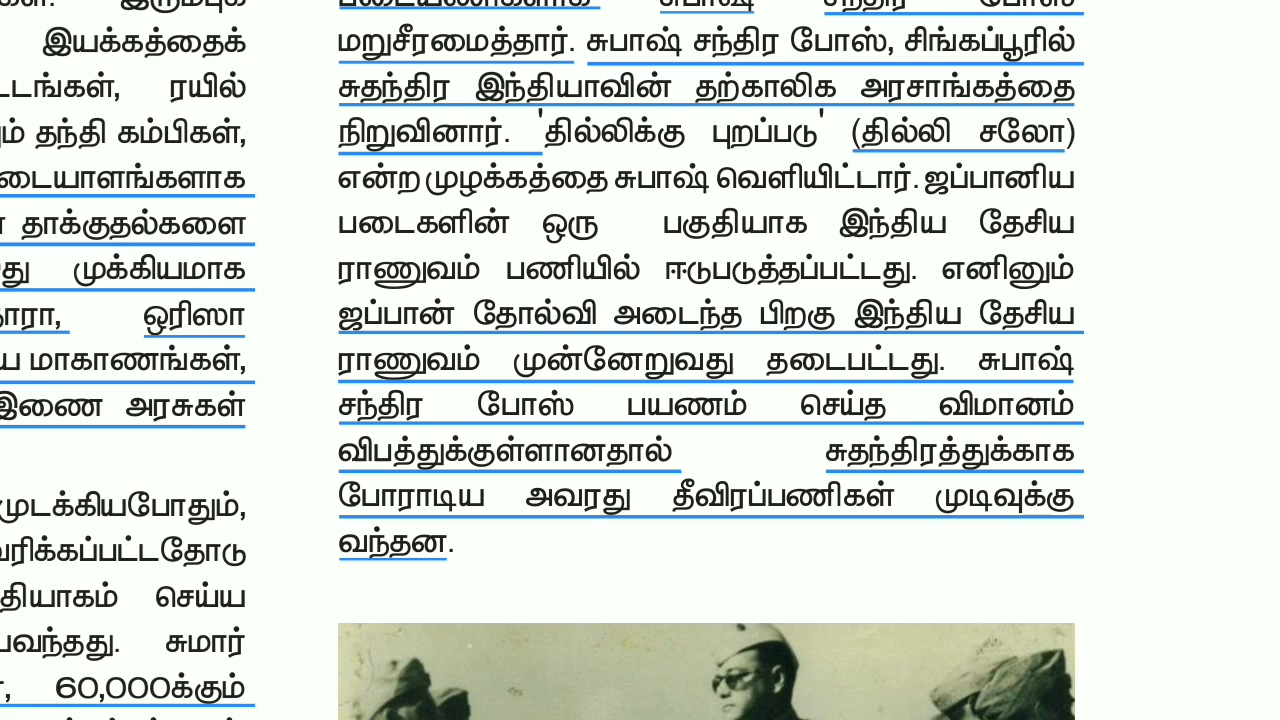 இயக்கத்தைக்
ரயில்
தந்தி கம்பிகள்,
தாக்குதல்களை
முக்கியமாக
ஒரிஸா
மாகாணங்கள்,
இணை அரசுகள்
முடக்கியபோதும்,
செய்ய
சுமார்
60,000க்கும்
மறுசீரமைத்தார். சுபாஷ் சந்திர போஸ், சிங்கப்பூரில்
சுதந்திர இந்தியாவின் தற்காலிக அரசாங்கத்தை
நிறுவினார். 'தில்லிக்கு புறப்படு' (தில்லி சலோ)
என்ற முழக்கத்தை சுபாஷ் வெளியிட்டார். ஜப்பானிய
படைகளின் ஒரு பகுதியாக இந்திய தேசிய
ராணுவம் பணியில் ஈடுபடுத்தப்பட்டது. எனினும்
ஜப்பான் தோல்வி அடைந்த பிறகு இந்திய தேசிய
ராணுவம் முன்னேறுவது தடைபட்டது. சுபாஷ்
சந்திர போஸ் பயணம் செய்த விமானம்
விபத்துக்குள்ளானதால் சுதந்திரத்துக்காக
போராடிய அவரது தீவிரப்பணிகள் முடிவுக்கு
வந்தன.